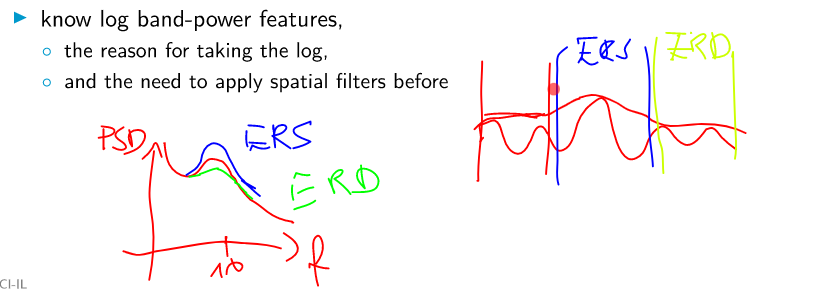 ▶ know log band-power features,
○ the reason for taking the log,
○ and the need to apply spatial filters before
ERS
ERD
PSD
ERS
ERD
10
f
CI-IL